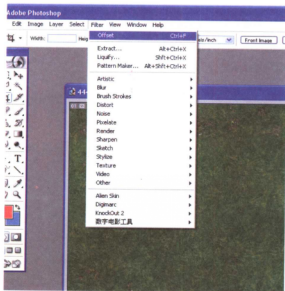 Adobe Photoshop
Edit Image Layer Select Filter View Window Help
Width:
Front Image
Offset Ctrl+F
Extract... Alt+Ctrl+X
Liquify... Shft+Ctrl+X
Pattern Maker... Alt+Shft+Ctrl+X
Artistic
Blur
Brush Strokes
Distort
Noise
Pixelate
Render
Sharpen
Sketch
Stylize
Texture
Video
Other
Alien Skin
Digimarc
KnockOut 2
数字电影工具